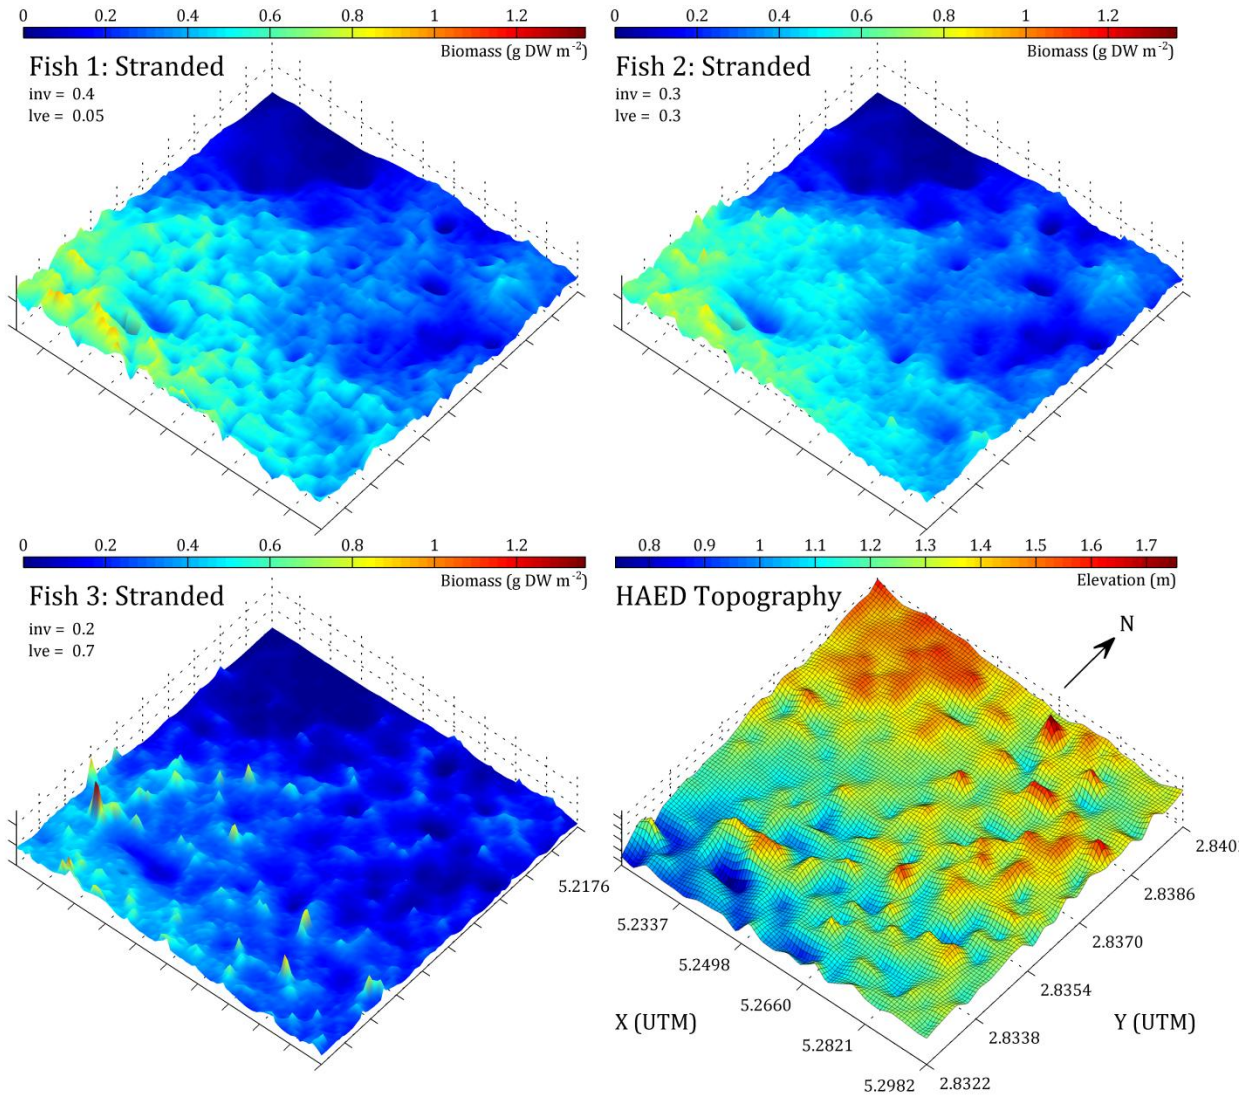 0 0.2 0.4 0.6 0.8 1 1.2
Biomass (g DW m⁻²)
Fish 1: Stranded
inv = 0.4
lve = 0.05
0 0.2 0.4 0.6 0.8 1 1.2
Biomass (g DW m⁻²)
Fish 2: Stranded
inv = 0.3
lve = 0.3
0 0.2 0.4 0.6 0.8 1 1.2
Biomass (g DW m⁻²)
Fish 3: Stranded
inv = 0.2
lve = 0.7
0.8 0.9 1 1.1 1.2 1.3 1.4 1.5 1.6 1.7
Elevation (m)
HAED Topography
N
5.2176
5.2337
5.2498
5.2660
5.2821
5.2982
X (UTM)
2.840
2.8386
2.8370
2.8354
2.8338
2.8322
Y (UTM)